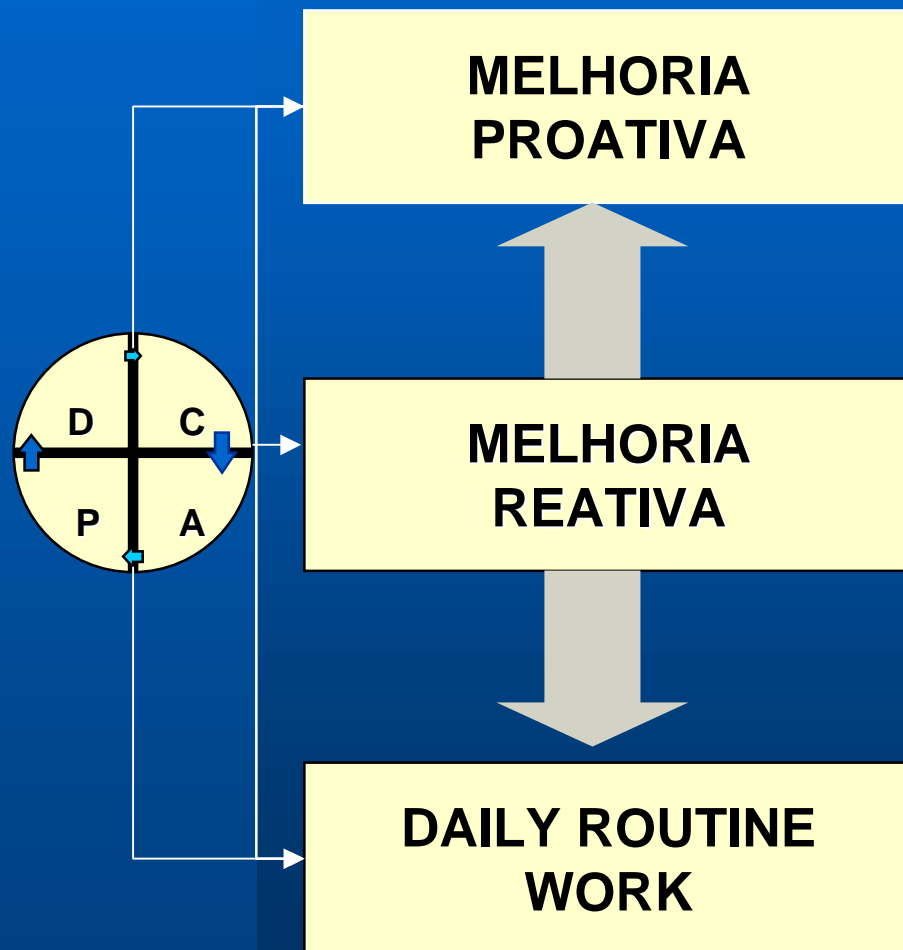 MELHORIA
PROATIVA
D C
P A
MELHORIA
REATIVA
DAILY ROUTINE
WORK